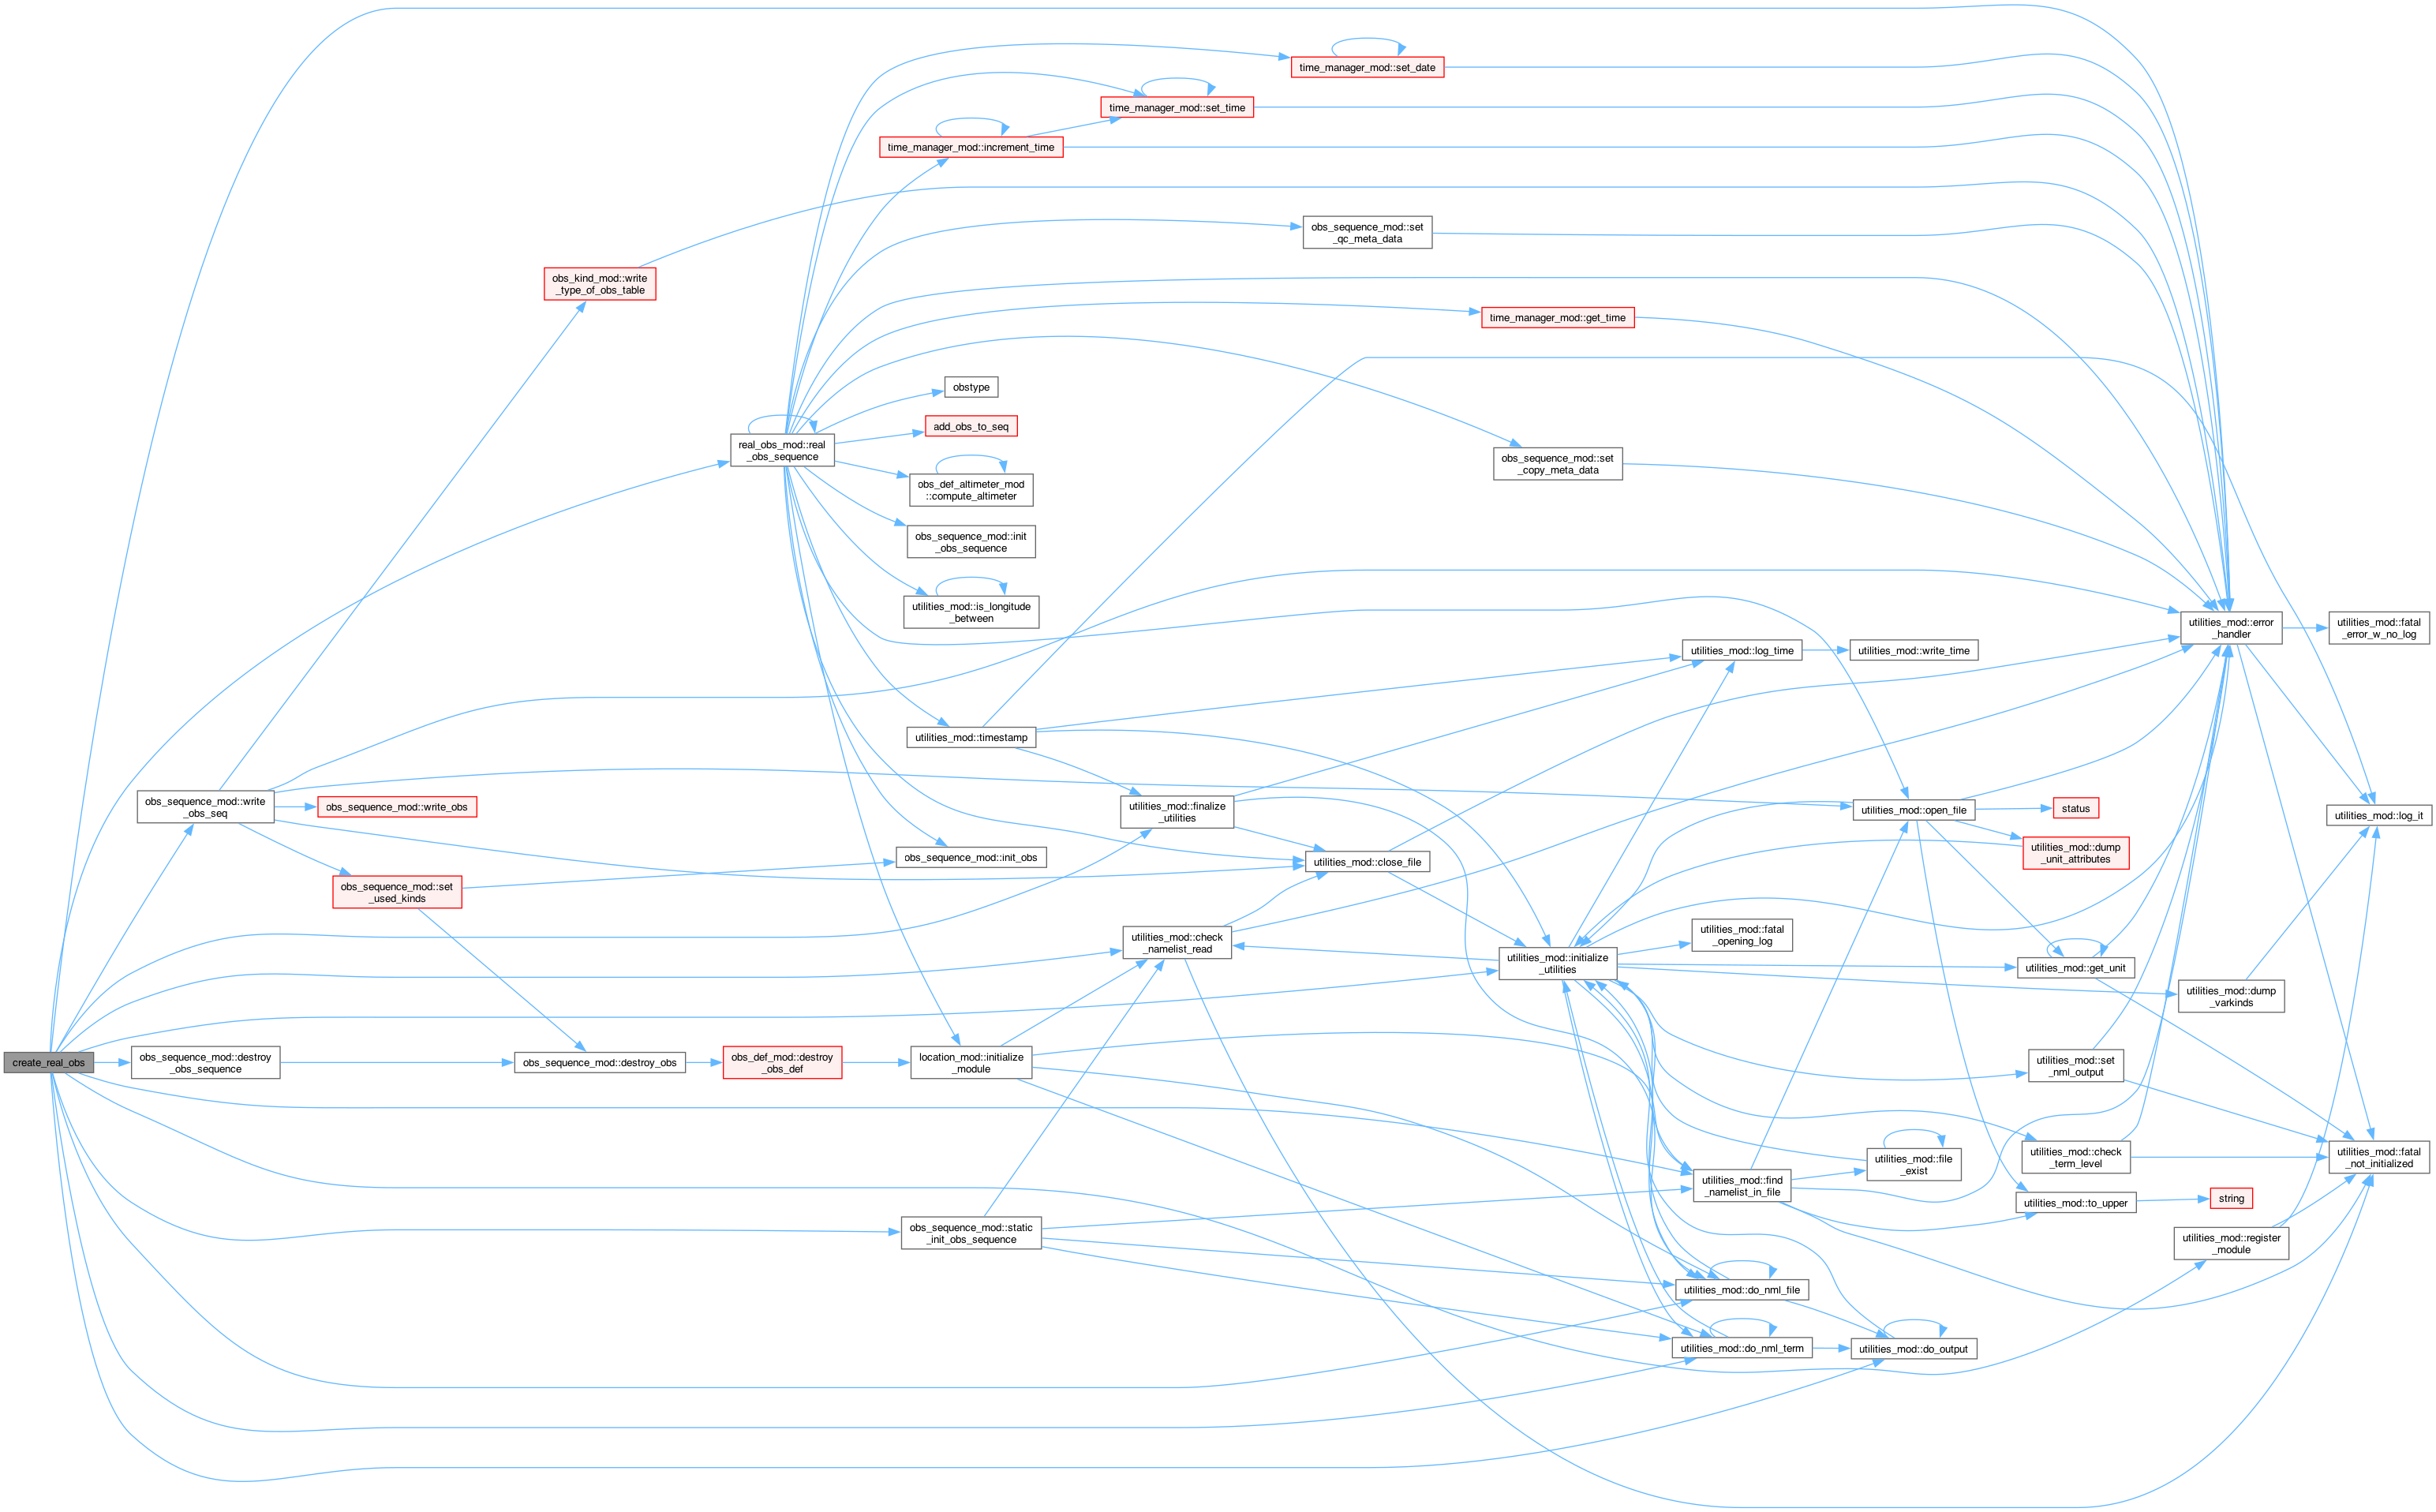 time_manager_mod::set_date
time_manager_mod::set_time
time_manager_mod::increment_time
obs_sequence_mod::set
_qc_meta_data
obs_kind_mod::write
_type_of_obs_table
time_manager_mod::get_time
obstype
add_obs_to_seq
real_obs_mod::real
_obs_sequence
obs_sequence_mod::set
_copy_meta_data
obs_def_altimeter_mod
::compute_altimeter
obs_sequence_mod::init
_obs_sequence
utilities_mod::is_longitude
_between
utilities_mod::error
_handler
utilities_mod::fatal
_error_w_no_log
utilities_mod::log_time
utilities_mod::write_time
utilities_mod::timestamp
obs_sequence_mod::write
_obs_seq
obs_sequence_mod::write_obs
utilities_mod::finalize
_utilities
utilities_mod::open_file
status
utilities_mod::log_it
obs_sequence_mod::init_obs
utilities_mod::close_file
utilities_mod::dump
_unit_attributes
obs_sequence_mod::set
_used_kinds
utilities_mod::check
_namelist_read
utilities_mod::fatal
_opening_log
utilities_mod::initialize
_utilities
utilities_mod::get_unit
utilities_mod::dump
_varkinds
create_real_obs
obs_sequence_mod::destroy
_obs_sequence
obs_sequence_mod::destroy_obs
obs_def_mod::destroy
_obs_def
location_mod::initialize
_module
utilities_mod::set
_nml_output
utilities_mod::file
_exist
utilities_mod::check
_term_level
utilities_mod::fatal
_not_initialized
utilities_mod::find
_namelist_in_file
utilities_mod::to_upper
string
obs_sequence_mod::static
_init_obs_sequence
utilities_mod::register
_module
utilities_mod::do_nml_file
utilities_mod::do_nml_term
utilities_mod::do_output